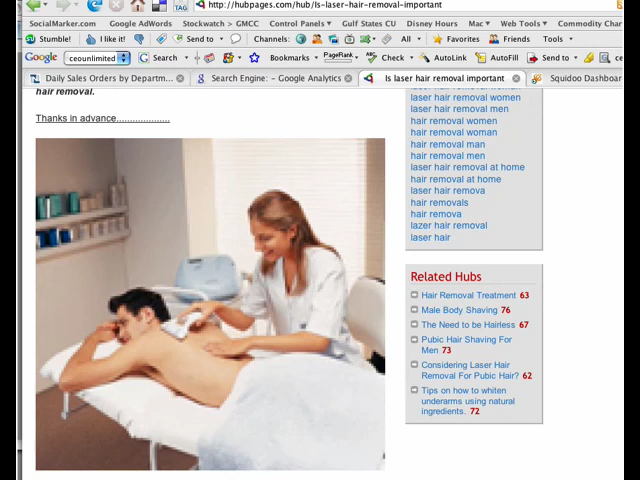 http://hubpages.com/hub/Is-laser-hair-removal-important
SocialMarker.com Google AdWords Stockwatch > GMCC Control Panels Gulf States CU Disney Hours Mac Web Tools Commodity Char
Stumble! I like it! Send to Channels: All Favorites Friends Tools
Google ceounlimited Search Bookmarks PageRank Check AutoLink AutoFill Send to
Daily Sales Orders by Departm... Search Engine: - Google Analytics Is laser hair removal important Squidoo Dashboar
hair removal.
Thanks in advance....................
laser hair removal women
laser hair removal men
hair removal women
hair removal woman
hair removal man
hair removal men
laser hair removal at home
hair removal at home
laser hair remova
hair removals
hair remova
lazer hair removal
laser hair
Related Hubs
Hair Removal Treatment 63
Male Body Shaving 76
The Need to be Hairless 67
Pubic Hair Shaving For
Men 73
Considering Laser Hair
Removal For Pubic Hair? 62
Tips on how to whiten
underarms using natural
ingredients. 72